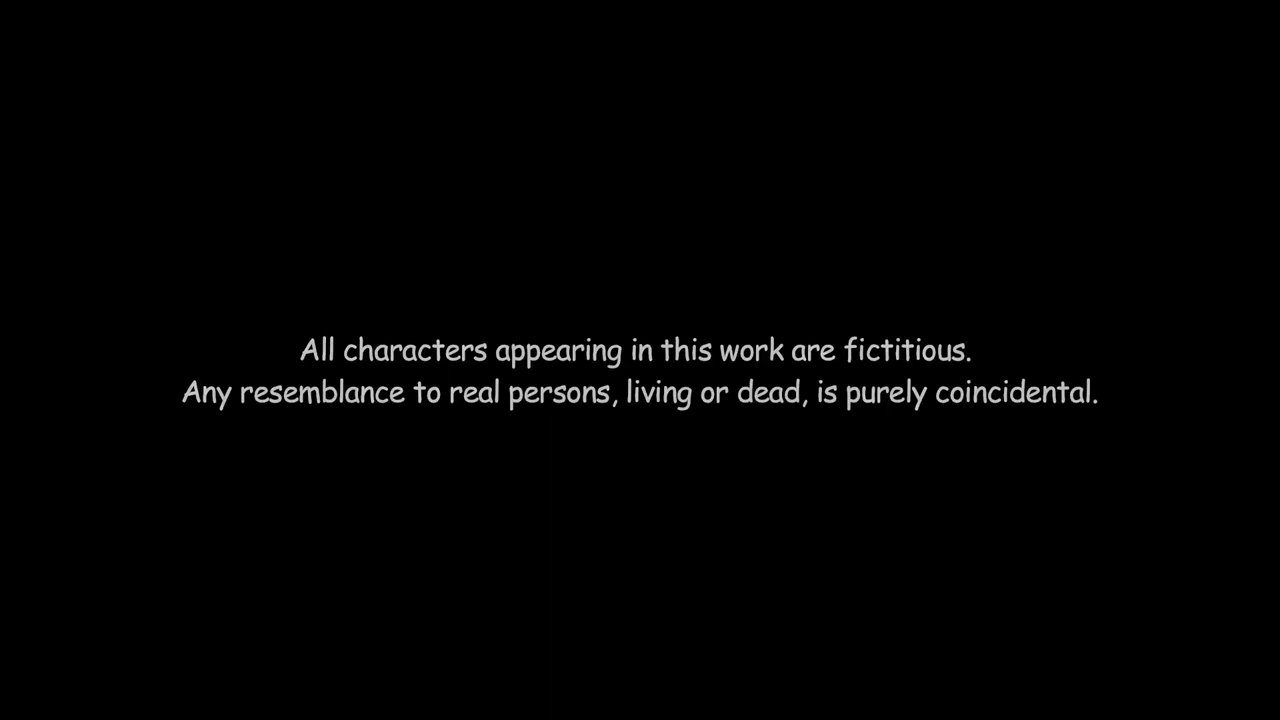 All characters appearing in this work are fictitious.
Any resemblance to real persons, living or dead, is purely coincidental.